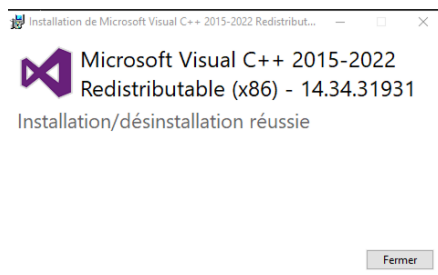 Installation de Microsoft Visual C++ 2015-2022 Redistribut...
Microsoft Visual C++ 2015-2022
Redistributable (x86) - 14.34.31931
Installation/désinstallation réussie
Fermer